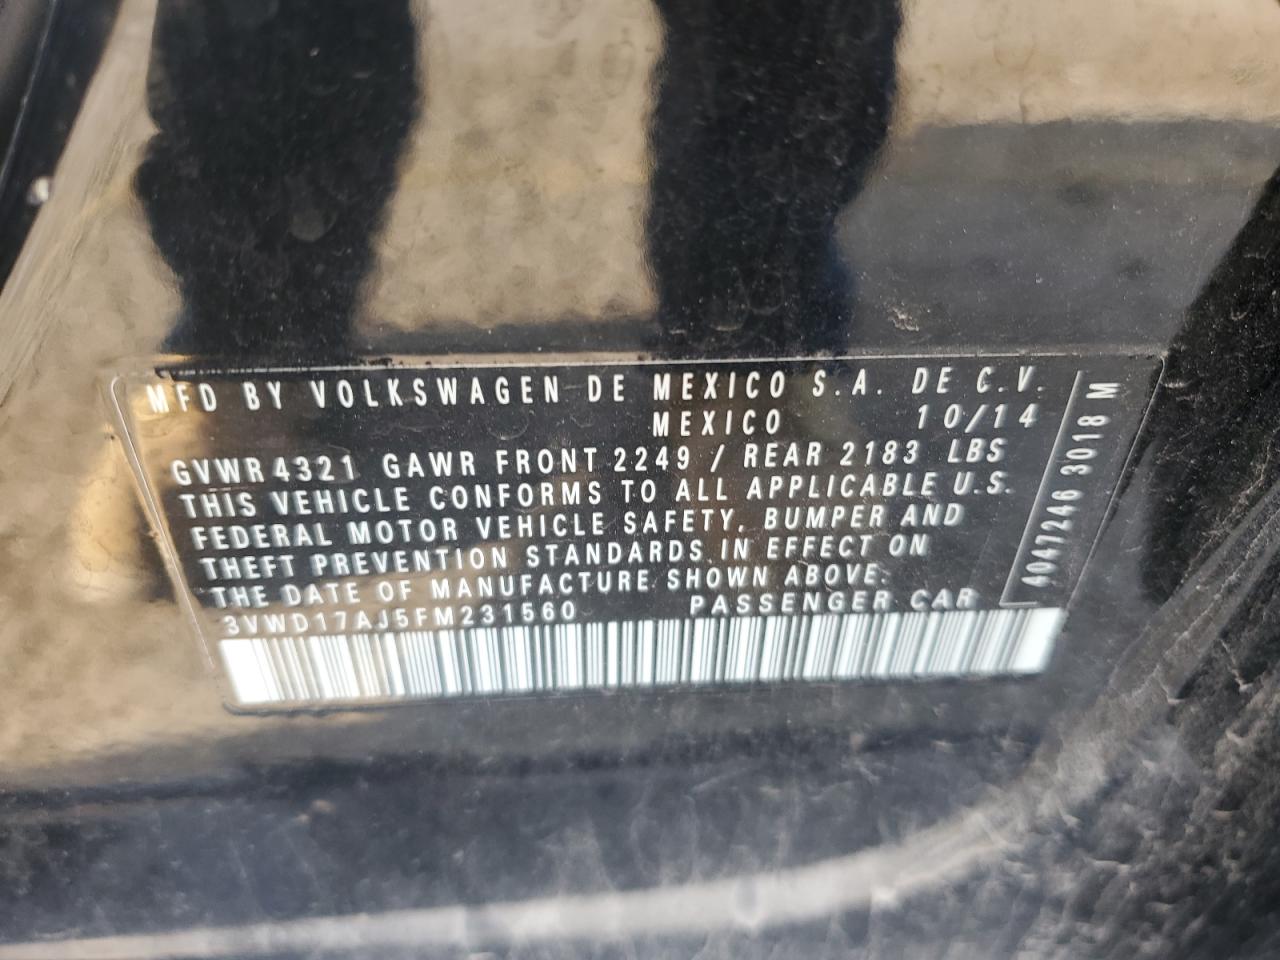 MFD BY VOLKSWAGEN DE MEXICO S.A. DE C.V.
MEXICO 10/14
GVWR 4321 GAWR FRONT 2249 / REAR 2183 LBS
THIS VEHICLE CONFORMS TO ALL APPLICABLE U.S.
FEDERAL MOTOR VEHICLE SAFETY, BUMPER AND
THEFT PREVENTION STANDARDS IN EFFECT ON
THE DATE OF MANUFACTURE SHOWN ABOVE.
3VWD17AJ5FM231560 PASSENGER CAR
4047246 3018 M